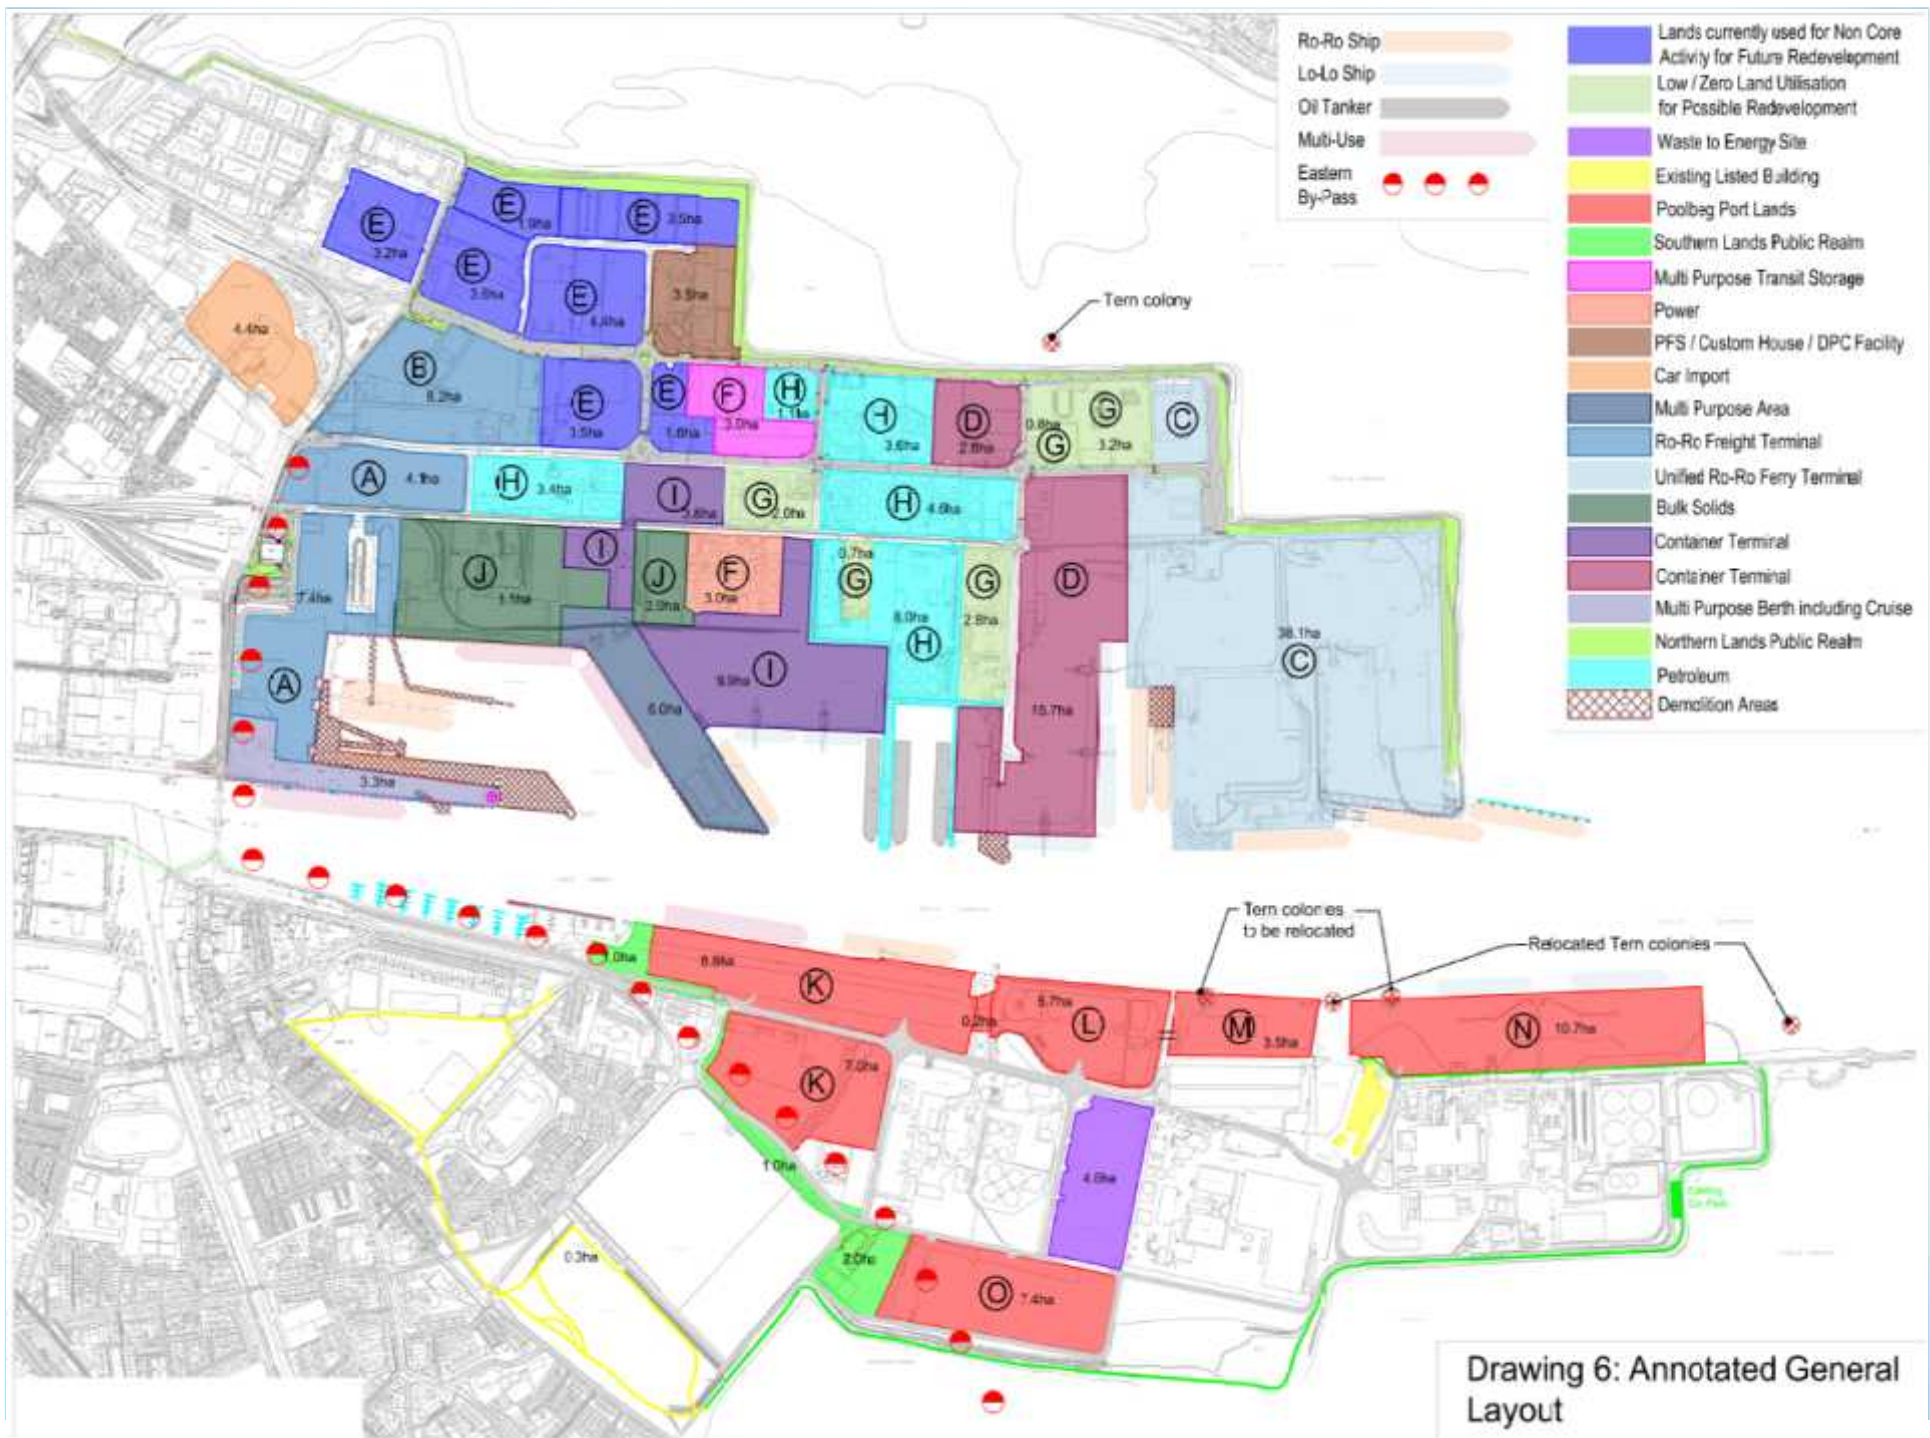 Ro-Ro Ship
Lo-Lo Ship
Oil Tanker
Multi-Use
Eastern
By-Pass
Lands currently used for Non Core
Activity for Future Redevelopment
Low / Zero Land Utilisation
for Possible Redevelopment
Waste to Energy Site
Existing Listed Building
Poolbeg Port Lands
Southern Lands Public Realm
Multi Purpose Transit Storage
Power
PFS / Custom House / DPC Facility
Car Import
Multi Purpose Area
Ro-Ro Freight Terminal
Unified Ro-Ro Ferry Terminal
Bulk Solids
Container Terminal
Container Terminal
Multi Purpose Berth including Cruise
Northern Lands Public Realm
Petroleum
Demolition Areas
Tern colony
E
3.2ha
E
1.9ha
E
3.5ha
E
E
4.4ha
3.5ha
4.4ha
B
E
3.5ha
E
1.6ha
F
3.0ha
H
1.1ha
H
3.6ha
D
2.8ha
0.8ha
G
G
3.2ha
C
A
4.1ha
H
3.4ha
I
G
2.0ha
H
4.6ha
7.4ha
J
I
J
2.0ha
F
3.0ha
0.7ha
G
8.0ha
H
G
2.8ha
D
15.7ha
38.1ha
C
A
I
9.9ha
6.0ha
3.3ha
Tern colonies
to be relocated
Relocated Tern colonies
K
L
M
3.5ha
N
10.7ha
0.2ha
K
7.0ha
1.0ha
2.0ha
O
7.4ha
0.3ha
Drawing 6: Annotated General
Layout